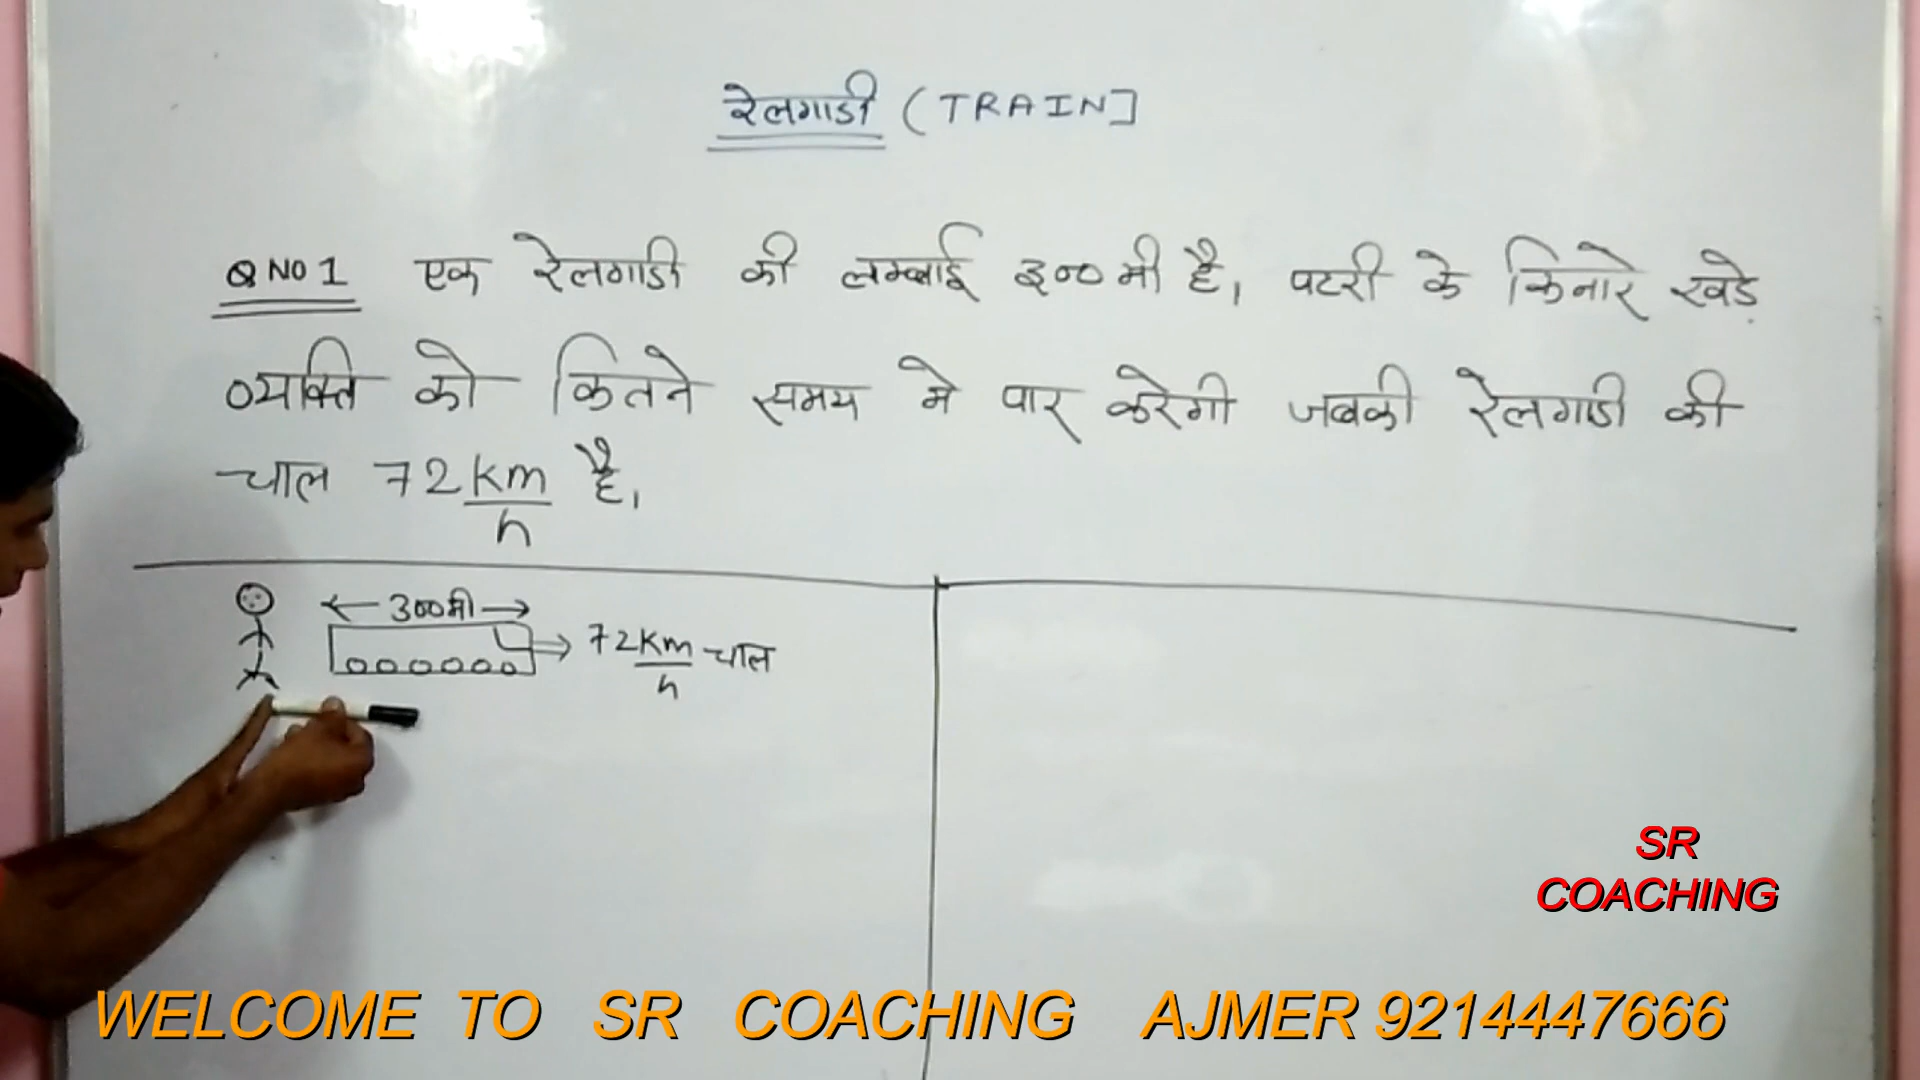 रेलगाडी (TRAIN]
Q NO 1 एक रेलगाडी की लम्बाई 300 मी है, पटरी के किनारे खड़े
व्यक्ति को कितने समय मे पार करेगी जबकी रेलगाडी की
चाल 72 km/h है,
300मी
72 km/h चाल
SR
COACHING
WELCOME TO SR COACHING AJMER 9214447666